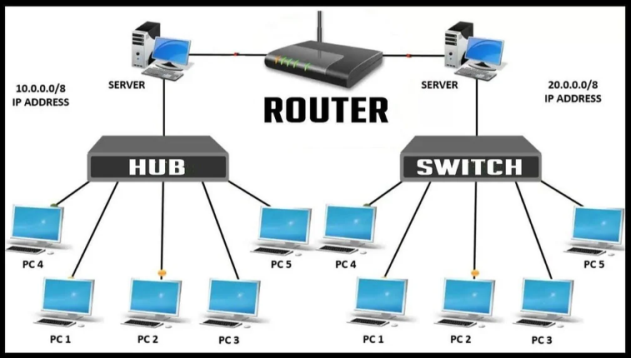 10.0.0.0/8
IP ADDRESS
SERVER
ROUTER
SERVER
20.0.0.0/8
IP ADDRESS
HUB
SWITCH
PC 4
PC 5
PC 4
PC 5
PC 1
PC 2
PC 3
PC 1
PC 2
PC 3